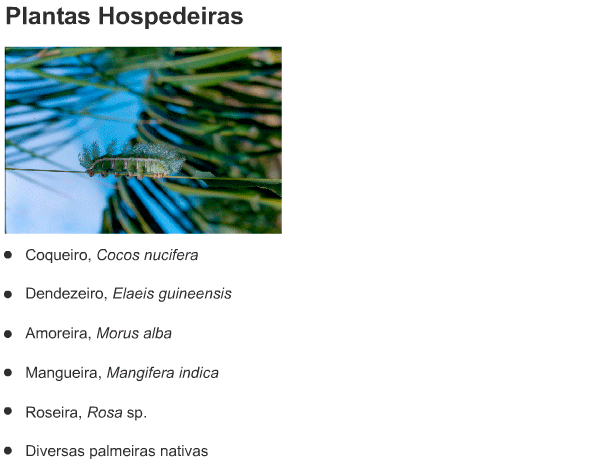 Plantas Hospedeiras
Coqueiro, Cocos nucifera
Dendezeiro, Elaeis guineensis
Amoreira, Morus alba
Mangueira, Mangifera indica
Roseira, Rosa sp.
Diversas palmeiras nativas